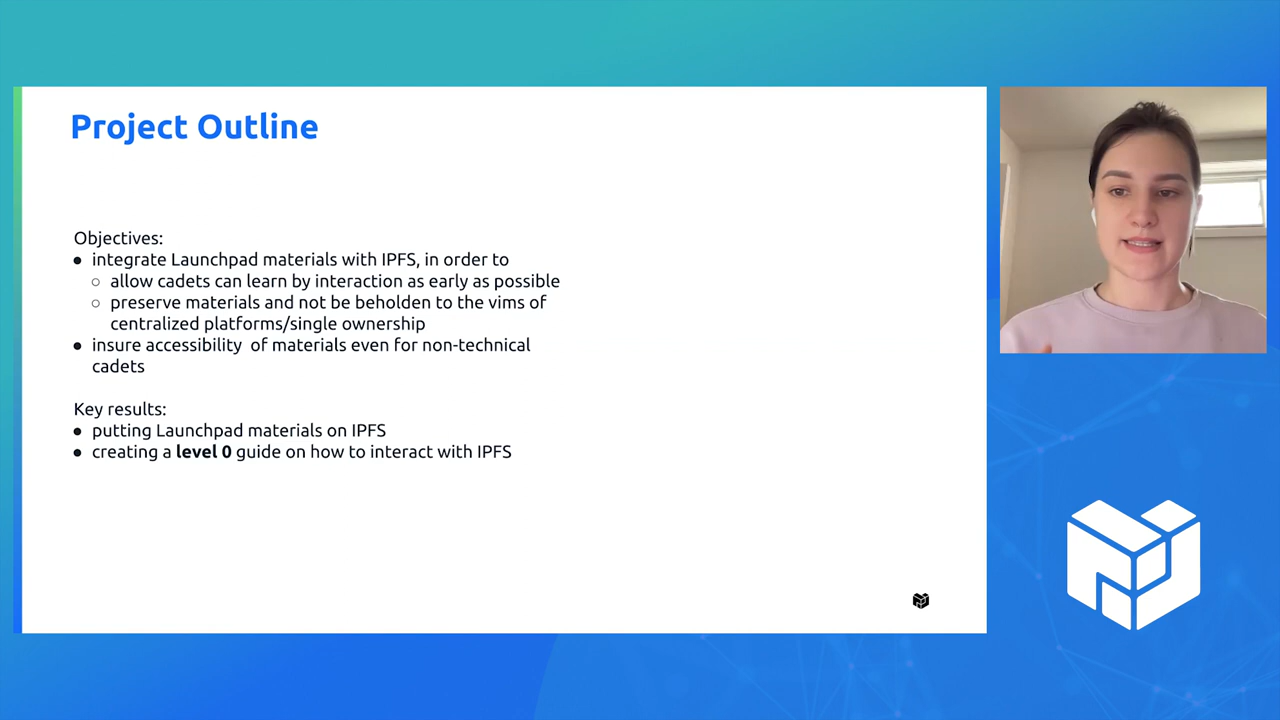 Project Outline
Objectives:
● integrate Launchpad materials with IPFS, in order to
○ allow cadets can learn by interaction as early as possible
○ preserve materials and not be beholden to the vims of
centralized platforms/single ownership
● insure accessibility  of materials even for non-technical
cadets
Key results:
● putting Launchpad materials on IPFS
● creating a level 0 guide on how to interact with IPFS